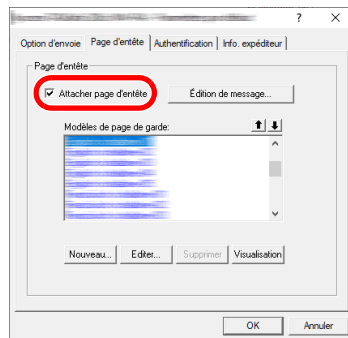 ? ×
Option d'envoie Page d'entête Authentification Info. expéditeur
Page d'entête
Attacher page d'entête Édition de message...
Modèles de page de garde:
Nouveau... Editer... Supprimer Visualisation
OK Annuler